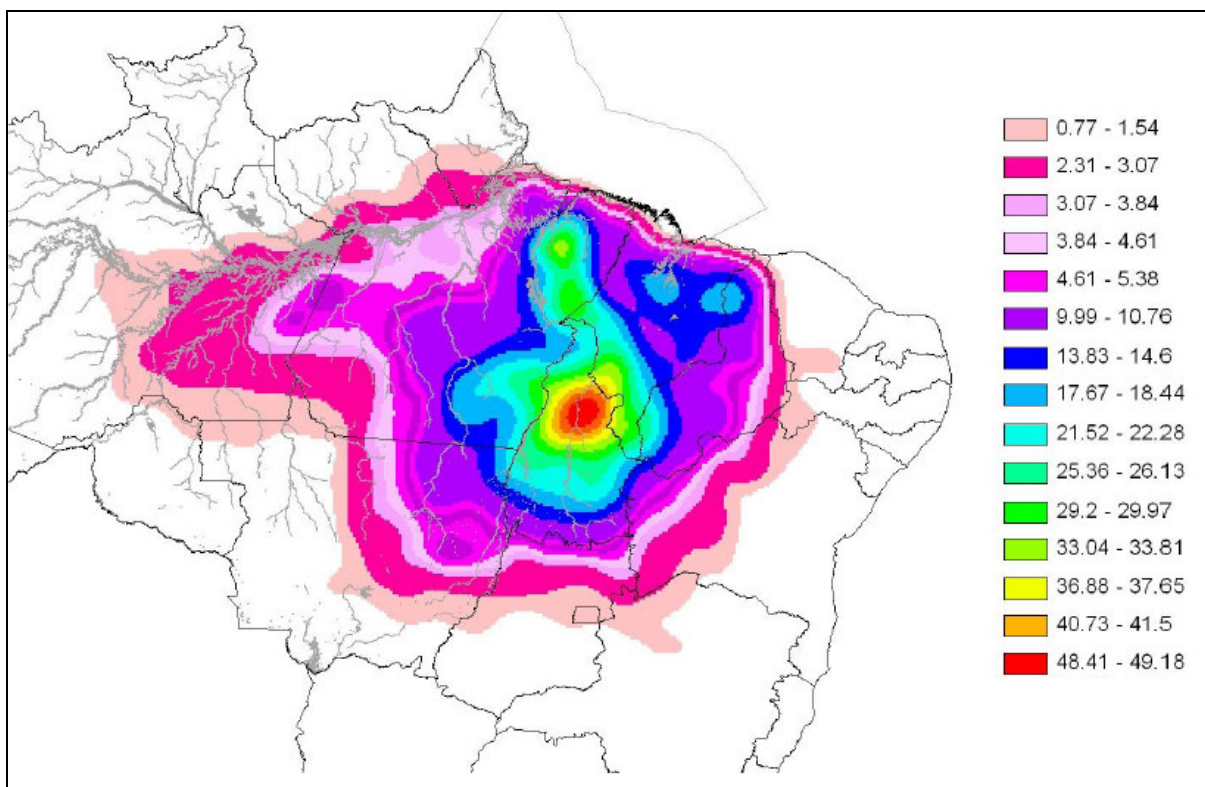 0.77 - 1.54
2.31 - 3.07
3.07 - 3.84
3.84 - 4.61
4.61 - 5.38
9.99 - 10.76
13.83 - 14.6
17.67 - 18.44
21.52 - 22.28
25.36 - 26.13
29.2 - 29.97
33.04 - 33.81
36.88 - 37.65
40.73 - 41.5
48.41 - 49.18